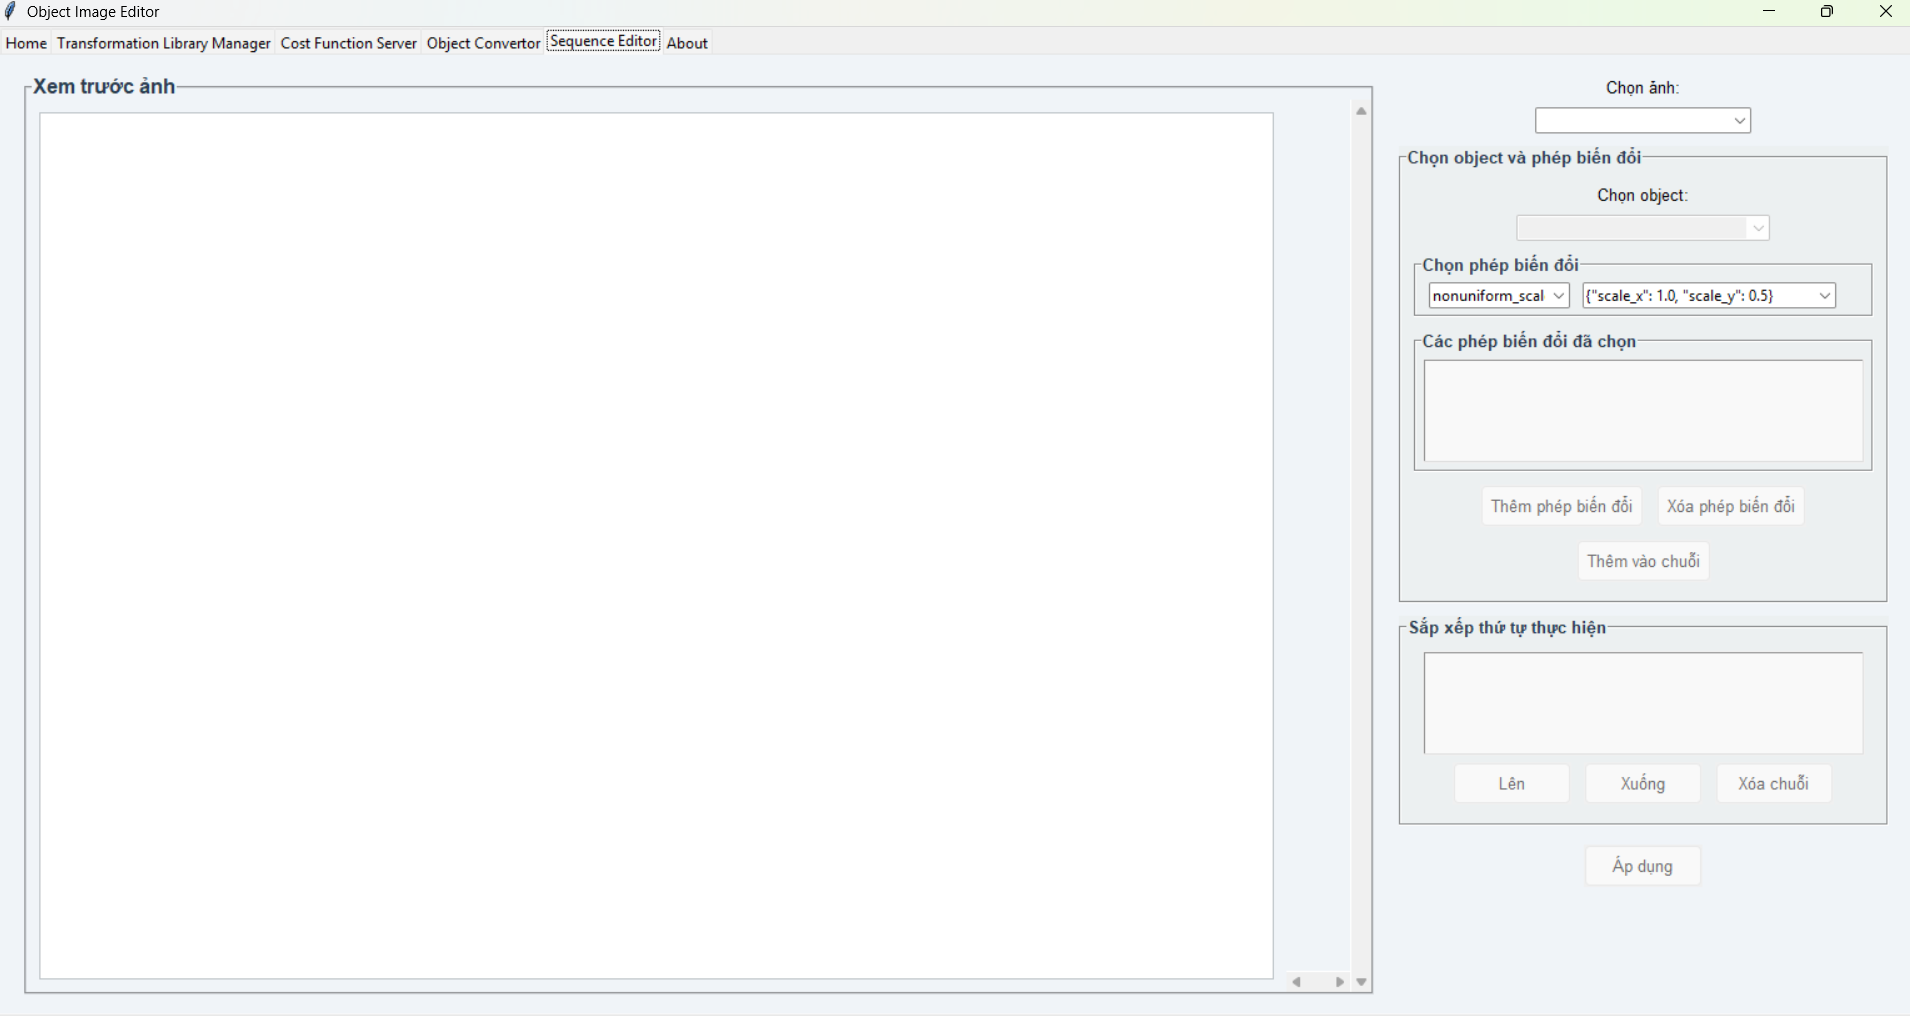 Object Image Editor
Home Transformation Library Manager Cost Function Server Object Convertor Sequence Editor About
Xem trước ảnh
Chọn ảnh:
Chọn object và phép biến đổi
Chọn object:
Chọn phép biến đổi
nonuniform_scal {"scale_x": 1.0, "scale_y": 0.5}
Các phép biến đổi đã chọn
Thêm phép biến đổi Xóa phép biến đổi
Thêm vào chuỗi
Sắp xếp thứ tự thực hiện
Lên Xuống Xóa chuỗi
Áp dụng